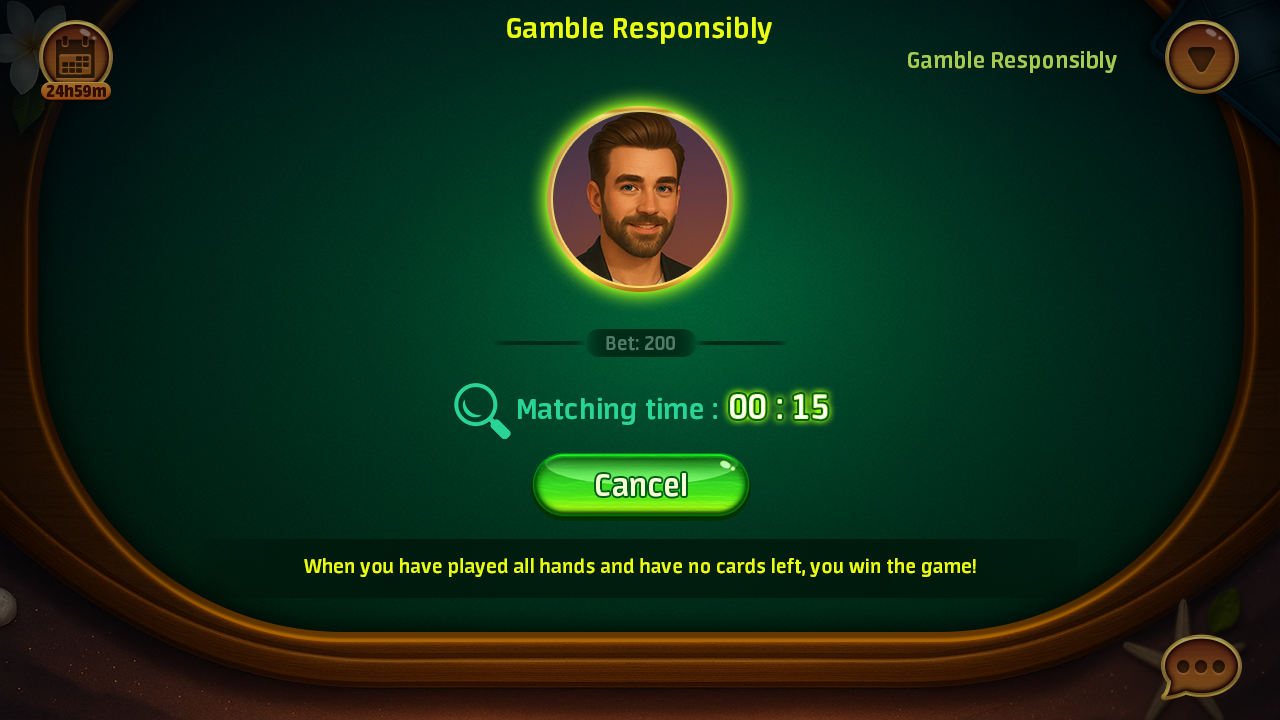 Gamble Responsibly
Gamble Responsibly
24h59m
Bet: 200
Matching time : 00 : 15
Cancel
When you have played all hands and have no cards left, you win the game!